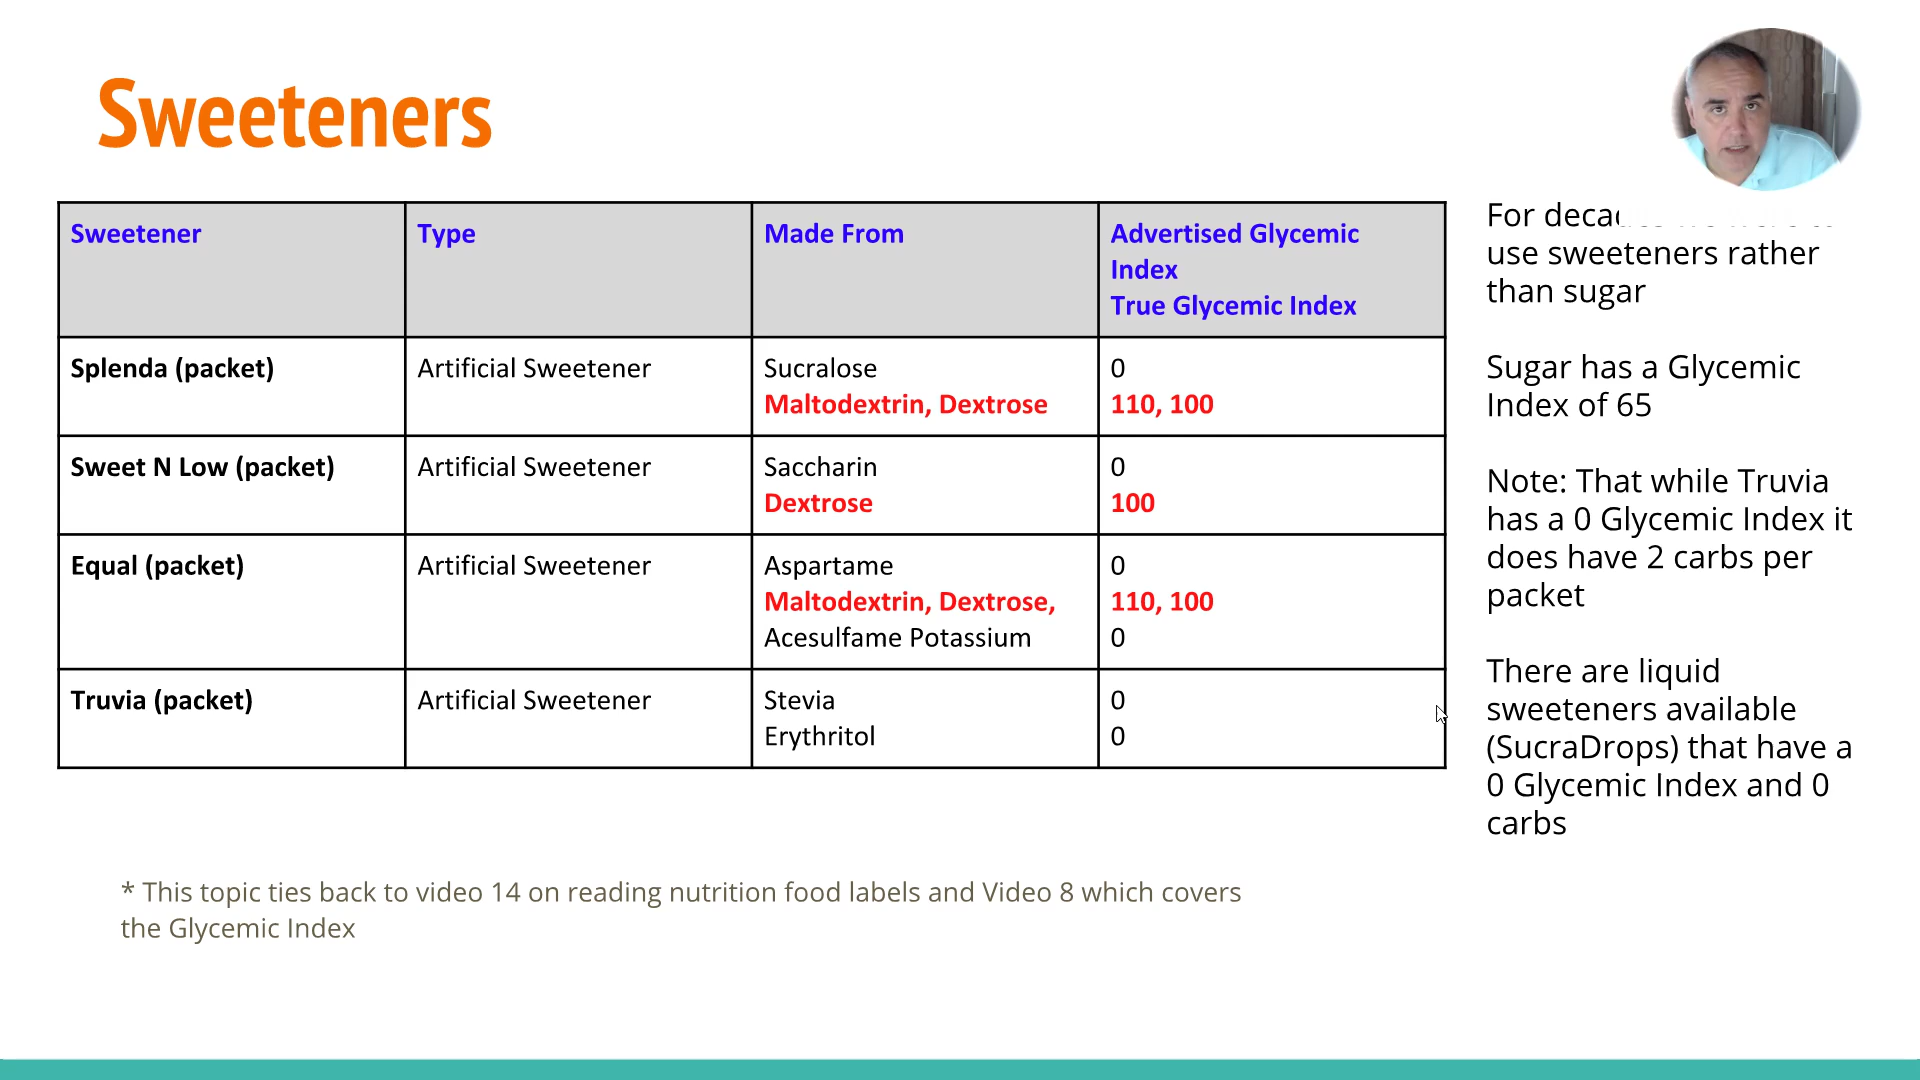 Sweeteners
Sweetener
Type
Made From
Advertised Glycemic
Index
True Glycemic Index
Splenda (packet)
Artificial Sweetener
Sucralose
Maltodextrin, Dextrose
0
110, 100
Sweet N Low (packet)
Artificial Sweetener
Saccharin
Dextrose
0
100
Equal (packet)
Artificial Sweetener
Aspartame
Maltodextrin, Dextrose,
Acesulfame Potassium
0
110, 100
0
Truvia (packet)
Artificial Sweetener
Stevia
Erythritol
0
0
For
use sweeteners rather
than sugar
Sugar has a Glycemic
Index of 65
Note: That while Truvia
has a 0 Glycemic Index it
does have 2 carbs per
packet
There are liquid
sweeteners available
(SucraDrops) that have a
0 Glycemic Index and 0
carbs
* This topic ties back to video 14 on reading nutrition food labels and Video 8 which covers
the Glycemic Index